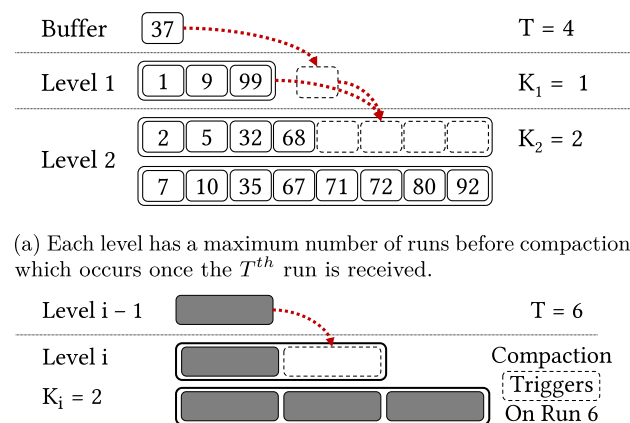 Buffer 37 T = 4
Level 1 1 9 99 K1 = 1
Level 2 2 5 32 68 K2 = 2
7 10 35 67 71 72 80 92
(a) Each level has a maximum number of runs before compaction
which occurs once the Tth run is received.
Level i – 1 T = 6
Level i Compaction
Ki = 2 Triggers
On Run 6